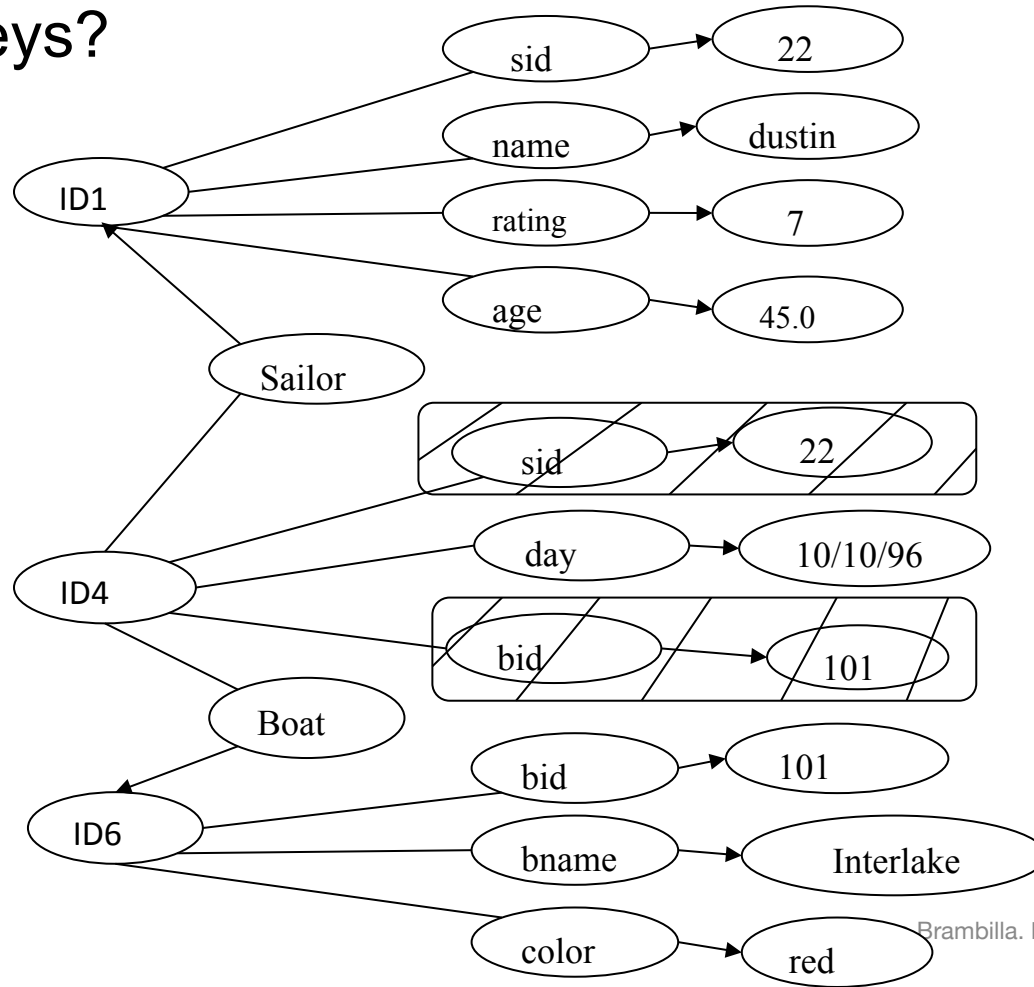 eys?
sid 22
name dustin
ID1
rating 7
age 45.0
Sailor
sid 22
day 10/10/96
ID4
bid 101
Boat
bid 101
ID6
bname Interlake
color red
Brambilla.